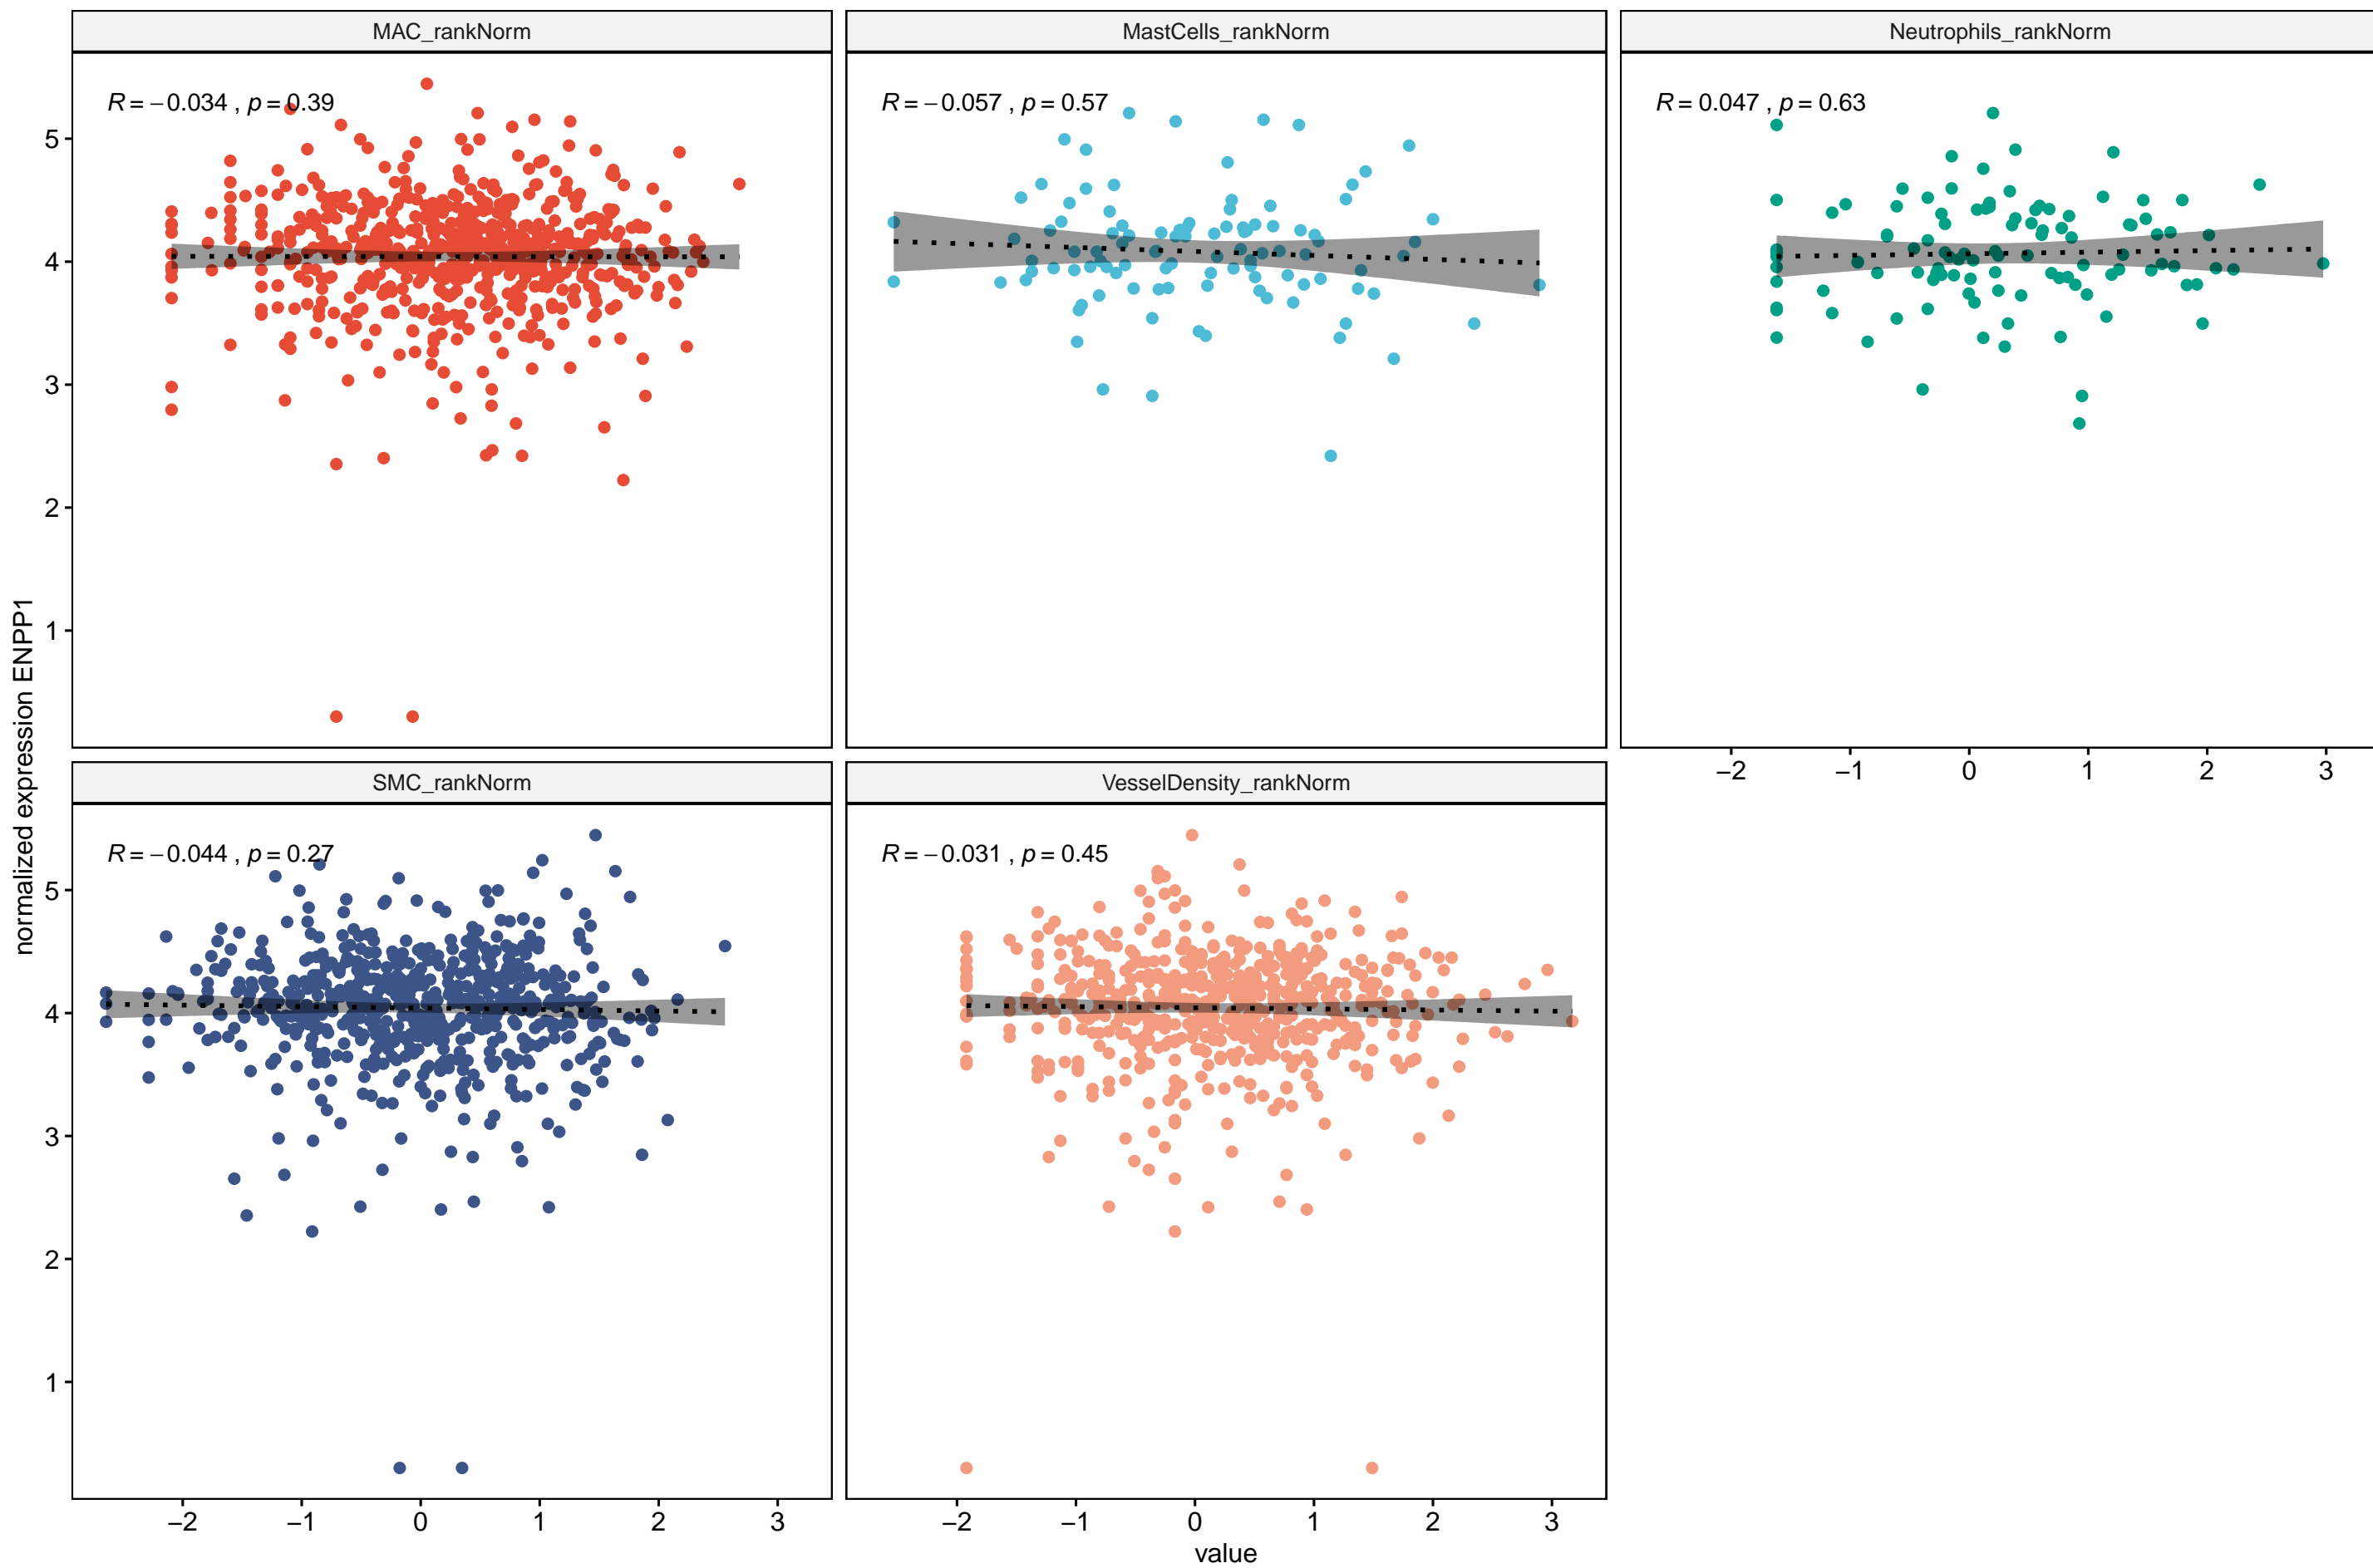 MAC_rankNorm
MastCells_rankNorm
Neutrophils_rankNorm
R = −0.034 , p = 0.39
R = −0.057 , p = 0.57
R = 0.047 , p = 0.63
5
4
3
2
1
−2 −1 0 1 2 3
normalized expression ENPP1
SMC_rankNorm
VesselDensity_rankNorm
R = −0.044 , p = 0.27
R = −0.031 , p = 0.45
5
4
3
2
1
−2 −1 0 1 2 3
−2 −1 0 1 2 3
value